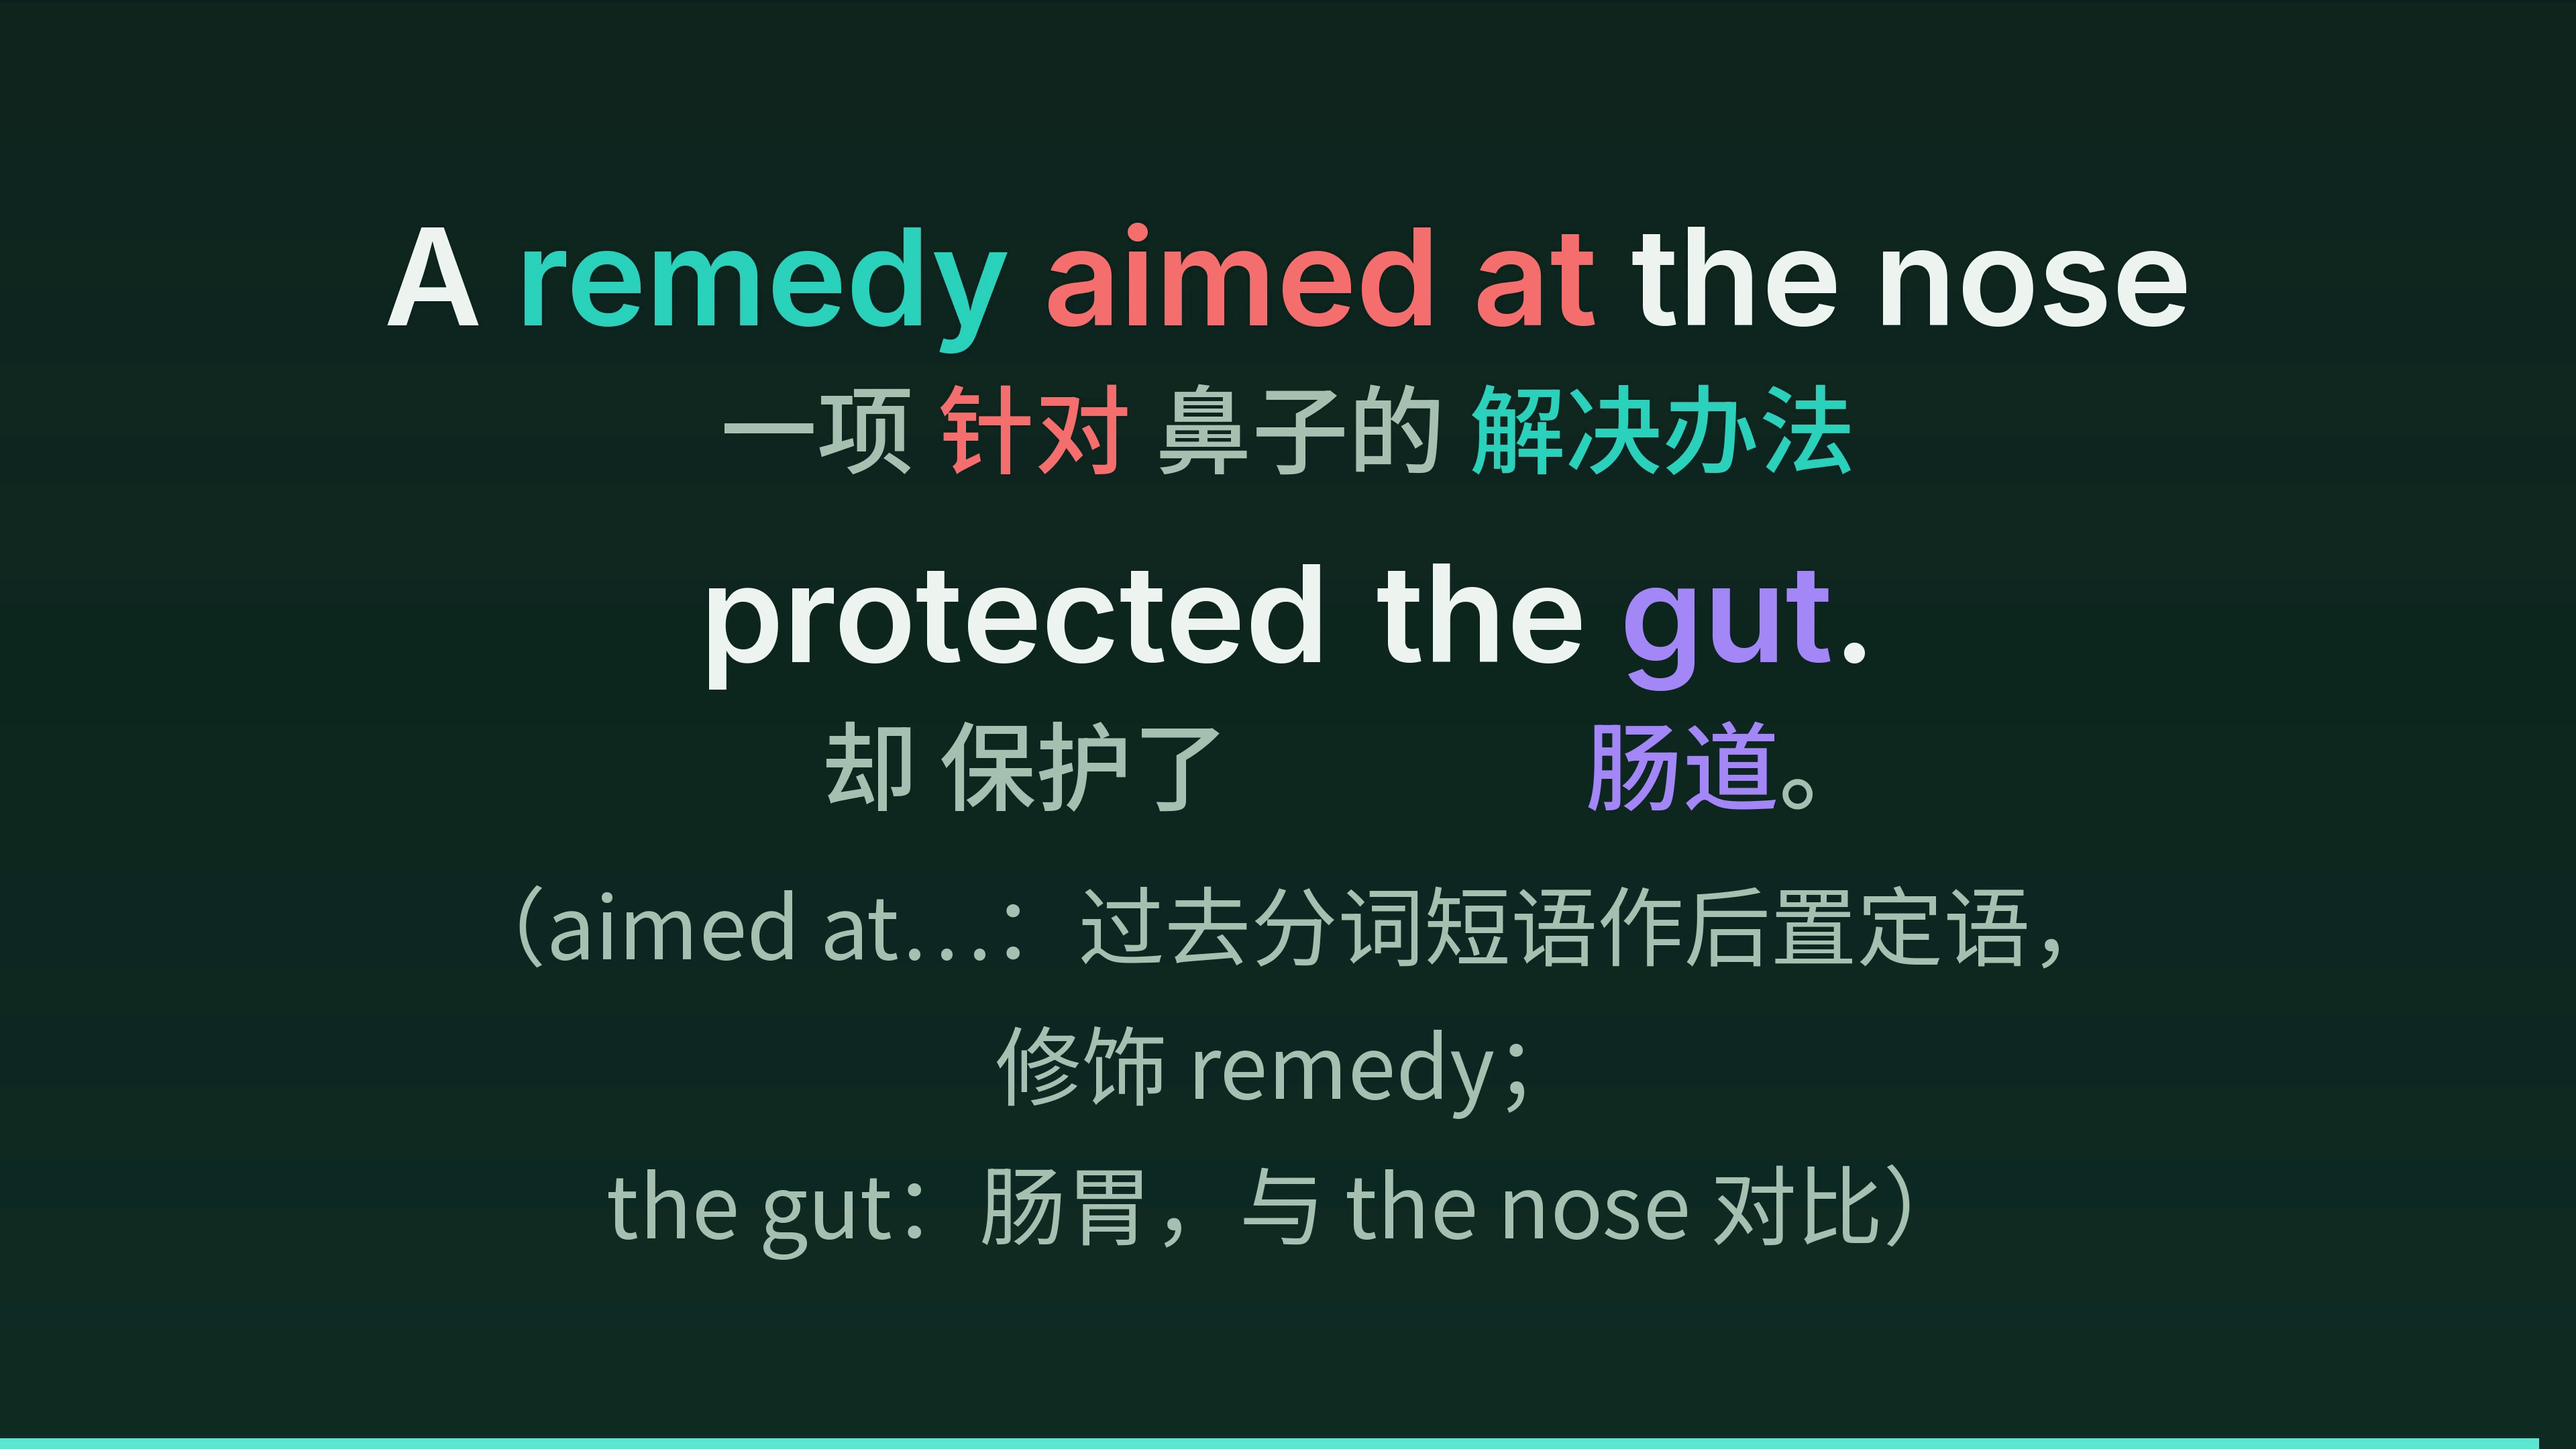 A remedy aimed at the nose
一项 针对 鼻子的 解决办法
protected the gut.
却 保护了 肠道。
（aimed at…：过去分词短语作后置定语，
修饰 remedy；
the gut：肠胃，与 the nose 对比）